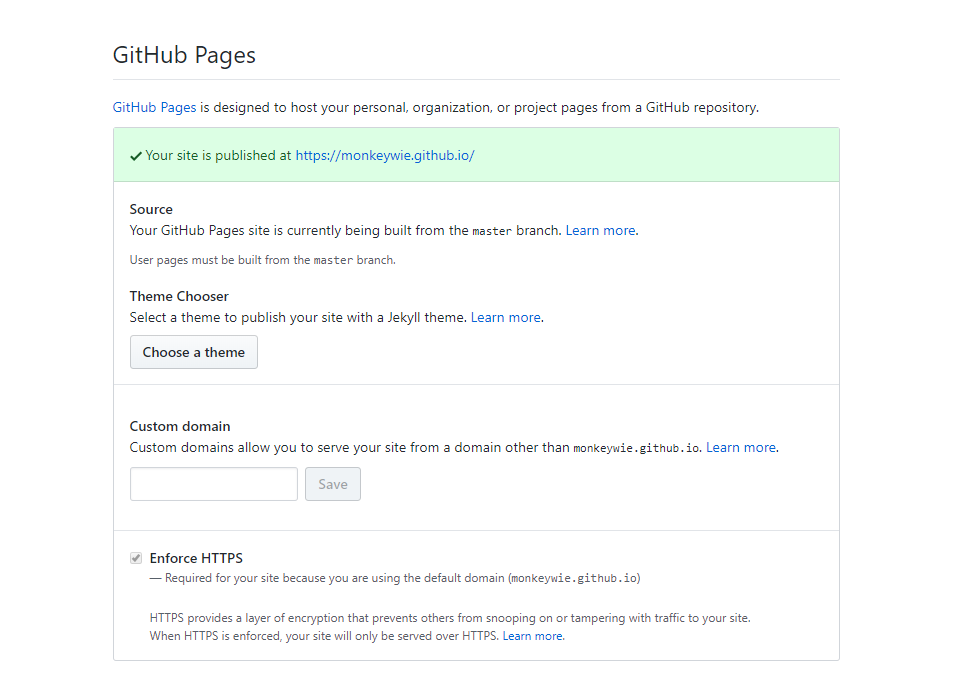 GitHub Pages
GitHub Pages is designed to host your personal, organization, or project pages from a GitHub repository.
Your site is published at https://monkeywie.github.io/
Source
Your GitHub Pages site is currently being built from the master branch. Learn more.
User pages must be built from the master branch.
Theme Chooser
Select a theme to publish your site with a Jekyll theme. Learn more.
Choose a theme
Custom domain
Custom domains allow you to serve your site from a domain other than monkeywie.github.io. Learn more.
Save
Enforce HTTPS
— Required for your site because you are using the default domain (monkeywie.github.io)
HTTPS provides a layer of encryption that prevents others from snooping on or tampering with traffic to your site.
When HTTPS is enforced, your site will only be served over HTTPS. Learn more.